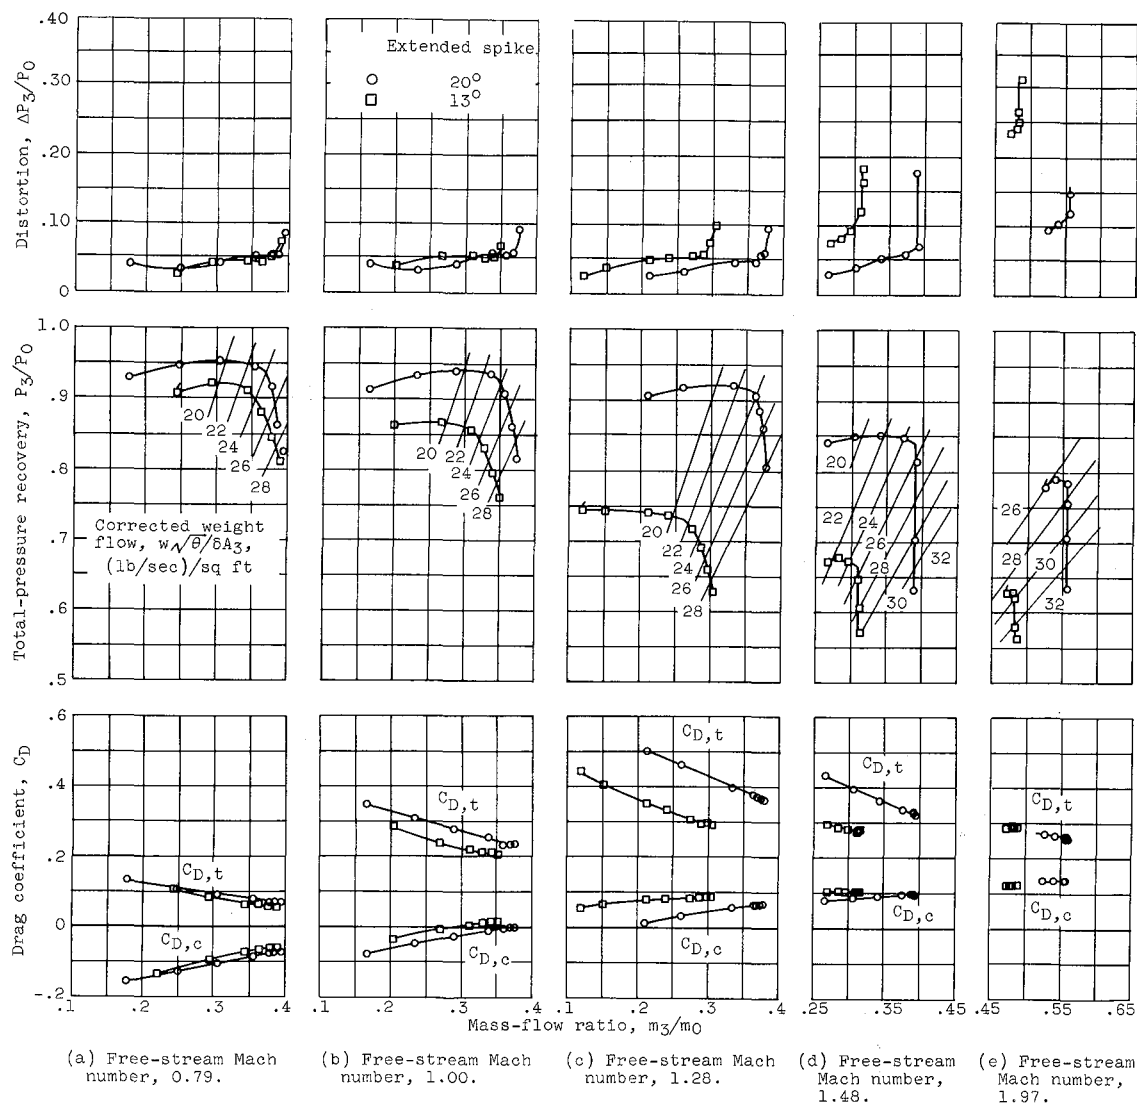 .40
.30
.20
.10
0
Distortion, ΔP3/P0
Extended spike
20°
13°
1.0
.9
.8
.7
.6
.5
Total-pressure recovery, P3/P0
20
22
24
26
28
Corrected weight
flow, w√θ/δA3,
(lb/sec)/sq ft
20
22
24
26
28
20
22
24
26
28
20
22
24
26
28
30
32
26
28
30
32
.6
.4
.2
0
-.2
Drag coefficient, CD
CD,t
CD,c
CD,t
CD,c
CD,t
CD,c
CD,t
CD,c
CD,t
CD,c
.1 .2 .3 .4
.1 .2 .3 .4
.1 .2 .3 .4
.25 .35 .45
.45 .55 .65
Mass-flow ratio, m3/m0
(a) Free-stream Mach
number, 0.79.
(b) Free-stream Mach
number, 1.00.
(c) Free-stream Mach
number, 1.28.
(d) Free-stream
Mach number,
1.48.
(e) Free-stream
Mach number,
1.97.